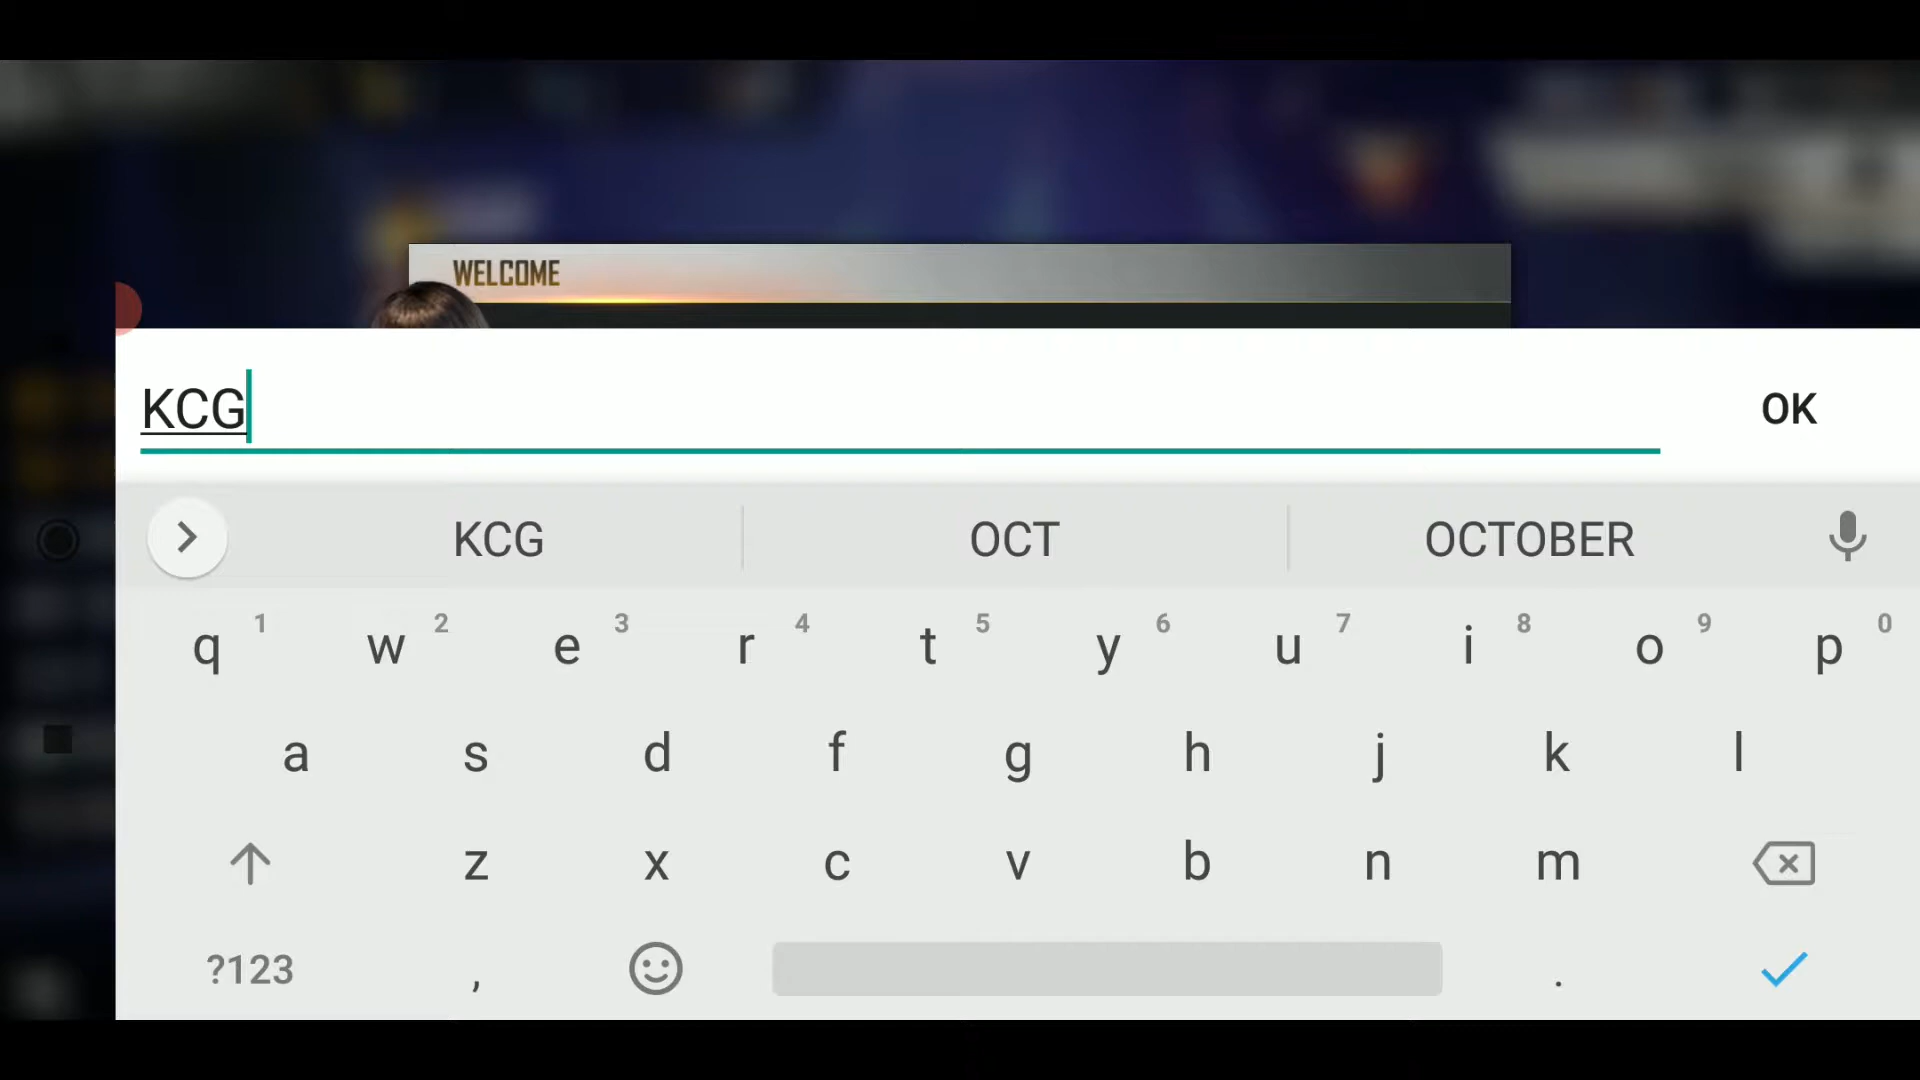 WELCOME
KCG
OK
KCG OCT OCTOBER
q 1 w 2 e 3 r 4 t 5 y 6 u 7 i 8 o 9 p 0
a s d f g h j k l
z x c v b n m
?123 , .